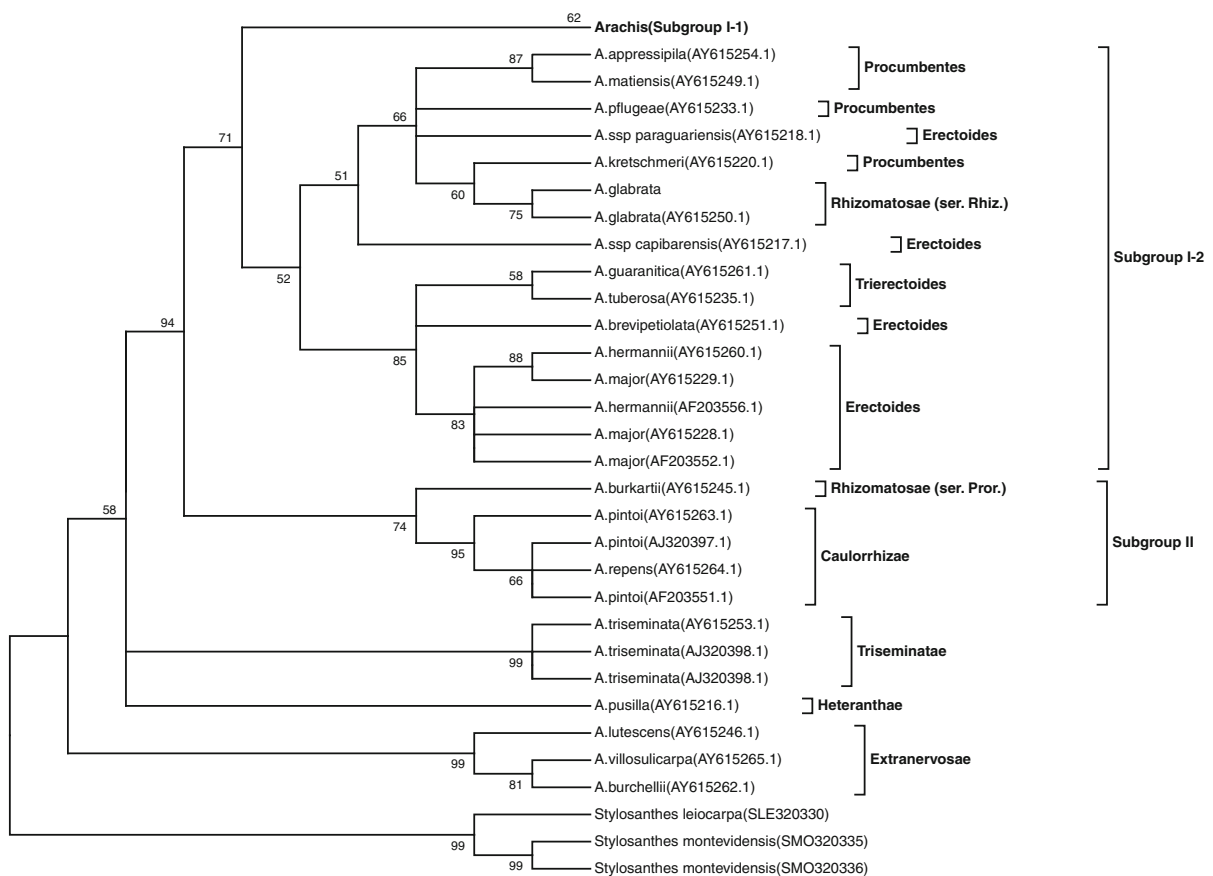 62 Arachis(Subgroup I-1)
87 A.appressipila(AY615254.1)
A.matiensis(AY615249.1)
Procumbentes
A.pflugeae(AY615233.1) Procumbentes
66
A.ssp paraguariensis(AY615218.1) Erectoides
71
A.kretschmeri(AY615220.1) Procumbentes
51
60
A.glabrata
75 A.glabrata(AY615250.1)
Rhizomatosae (ser. Rhiz.)
A.ssp capibarensis(AY615217.1) Erectoides
Subgroup I-2
52
58 A.guaranitica(AY615261.1)
A.tuberosa(AY615235.1)
Trierectoides
94
A.brevipetiolata(AY615251.1) Erectoides
85
88 A.hermannii(AY615260.1)
A.major(AY615229.1)
A.hermannii(AF203556.1) Erectoides
83
A.major(AY615228.1)
A.major(AF203552.1)
A.burkartii(AY615245.1) Rhizomatosae (ser. Pror.)
58
74
A.pintoi(AY615263.1)
95
A.pintoi(AJ320397.1)
Caulorrhizae
Subgroup II
66 A.repens(AY615264.1)
A.pintoi(AF203551.1)
A.triseminata(AY615253.1)
99 A.triseminata(AJ320398.1) Triseminatae
A.triseminata(AJ320398.1)
A.pusilla(AY615216.1) Heteranthae
A.lutescens(AY615246.1)
99
A.villosulicarpa(AY615265.1) Extranervosae
81 A.burchellii(AY615262.1)
Stylosanthes leiocarpa(SLE320330)
99
Stylosanthes montevidensis(SMO320335)
99 Stylosanthes montevidensis(SMO320336)